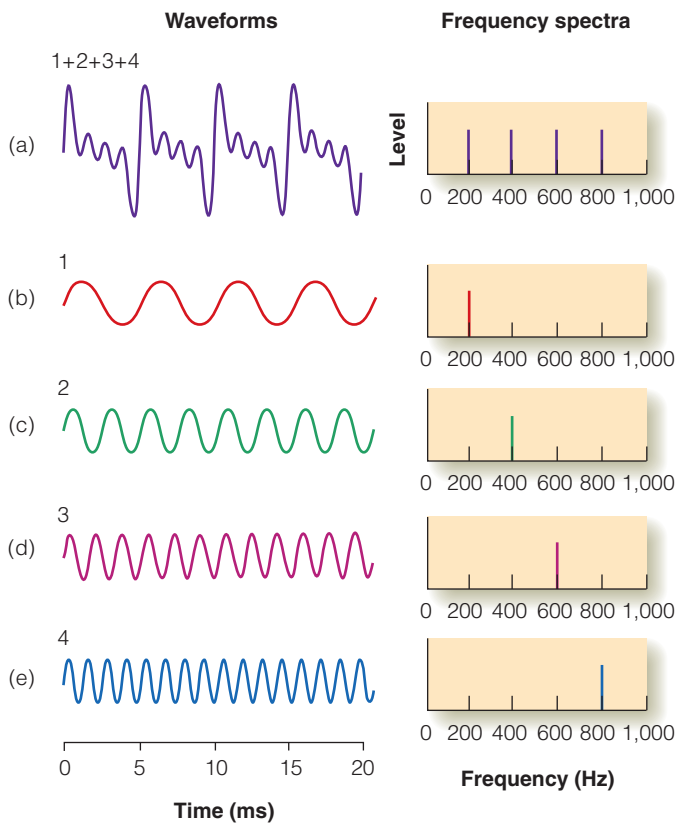 Waveforms Frequency spectra
1+2+3+4
(a)
Level
0 200 400 600 800 1,000
1
(b)
0 200 400 600 800 1,000
2
(c)
0 200 400 600 800 1,000
3
(d)
0 200 400 600 800 1,000
4
(e)
0 200 400 600 800 1,000
0 5 10 15 20
Time (ms)
Frequency (Hz)